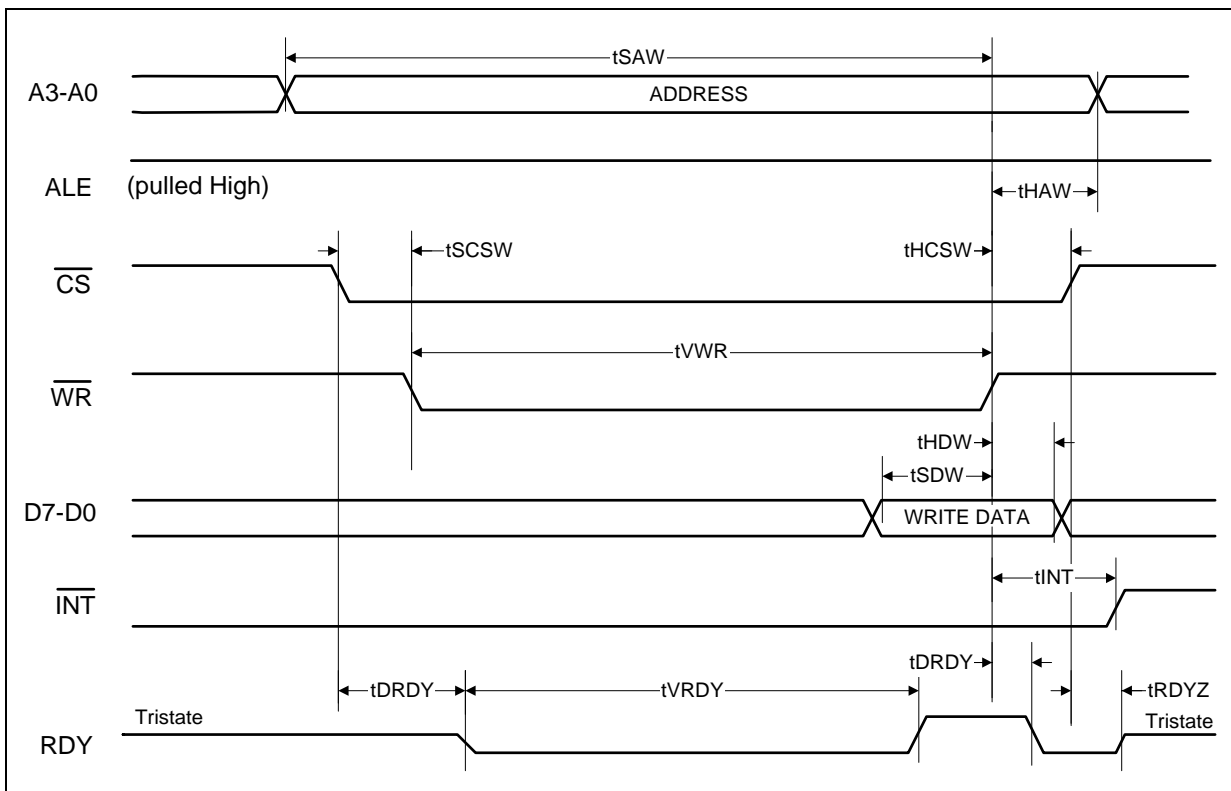 tSAW
A3-A0 ADDRESS
ALE (pulled High)
tHAW
tSCSW tHCSW
CS
tVWR
WR
tHDW
tSDW
D7-D0 WRITE DATA
tINT
INT
tDRDY
tDRDY tVRDY tRDYZ
Tristate Tristate
RDY